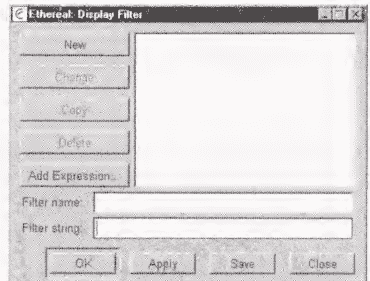 Ethereal: Display Filter
New
Change
Copy
Delete
Add Expression...
Filter name:
Filter string:
OK
Apply
Save
Close